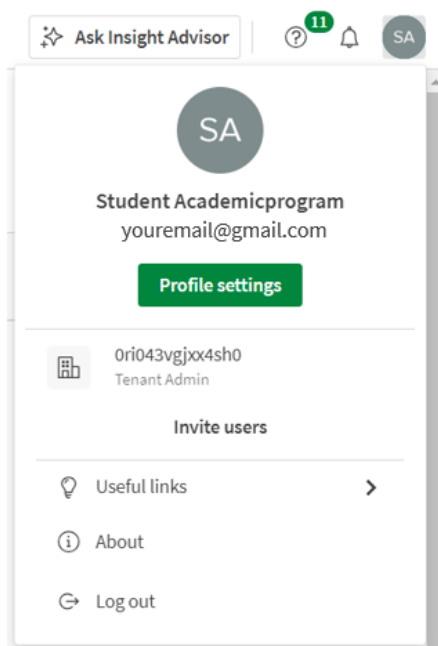 Ask Insight Advisor
11
SA
SA
Student Academicprogram
youremail@gmail.com
Profile settings
0ri043vgjxx4sh0
Tenant Admin
Invite users
Useful links
About
Log out